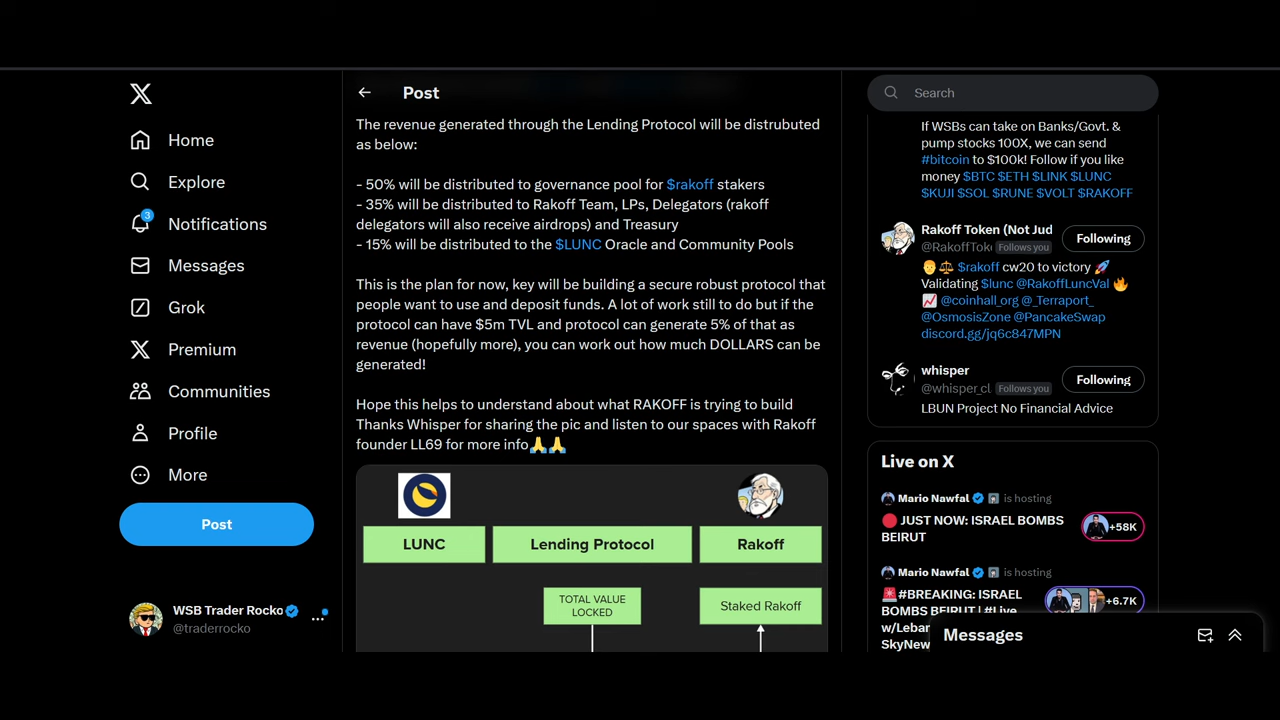 Home
Explore
3
Notifications
Messages
Grok
Premium
Communities
Profile
More
Post
WSB Trader Rocko
@traderrocko
Post
The revenue generated through the Lending Protocol will be distrubuted
as below:
- 50% will be distributed to governance pool for $rakoff stakers
- 35% will be distributed to Rakoff Team, LPs, Delegators (rakoff
delegators will also receive airdrops) and Treasury
- 15% will be distributed to the $LUNC Oracle and Community Pools
This is the plan for now, key will be building a secure robust protocol that
people want to use and deposit funds. A lot of work still to do but if the
protocol can have $5m TVL and protocol can generate 5% of that as
revenue (hopefully more), you can work out how much DOLLARS can be
generated!
Hope this helps to understand about what RAKOFF is trying to build
Thanks Whisper for sharing the pic and listen to our spaces with Rakoff
founder LL69 for more info🙏🙏
LUNC
Lending Protocol
Rakoff
TOTAL VALUE
LOCKED
Staked Rakoff
Search
If WSBs can take on Banks/Govt. &
pump stocks 100X, we can send
#bitcoin to $100k! Follow if you like
money $BTC $ETH $LINK $LUNC
$KUJI $SOL $RUNE $VOLT $RAKOFF
Rakoff Token (Not Jud
@RakoffToke Follows you
Following
$rakoff cw20 to victory 🚀
Validating $lunc @RakoffLuncVal 🔥
📈 @coinhall_org @_Terraport_
@OsmosisZone @PancakeSwap
discord.gg/jq6c847MPN
whisper
@whisper_cl Follows you
Following
LBUN Project No Financial Advice
Live on X
Mario Nawfal is hosting
🔴 JUST NOW: ISRAEL BOMBS
BEIRUT
+58K
Mario Nawfal is hosting
🚨#BREAKING: ISRAEL
BOMBS BEIRUT | #Live
w/Leban
SkyNew
+6.7K
Messages